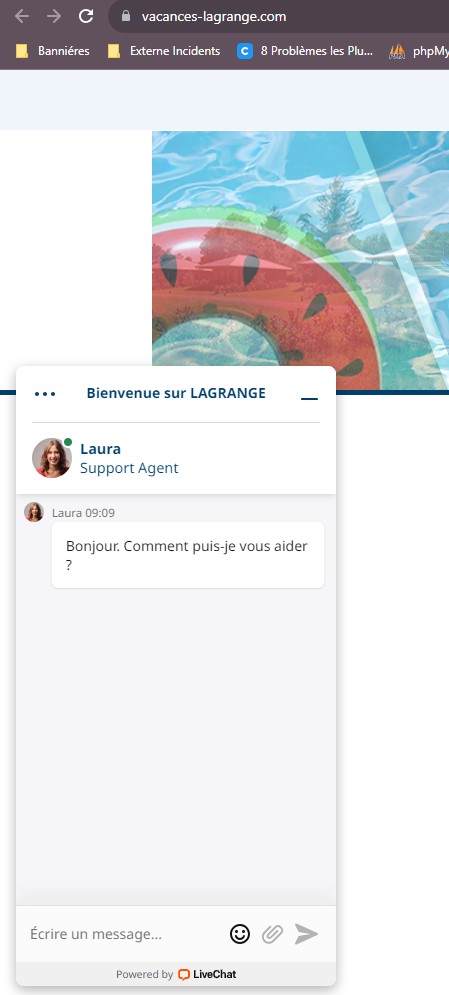 vacances-lagrange.com
Banniéres
Externe Incidents
8 Problèmes les Plu...
phpMy
Bienvenue sur LAGRANGE
Laura
Support Agent
Laura 09:09
Bonjour. Comment puis-je vous aider
?
Écrire un message...
Powered by LiveChat